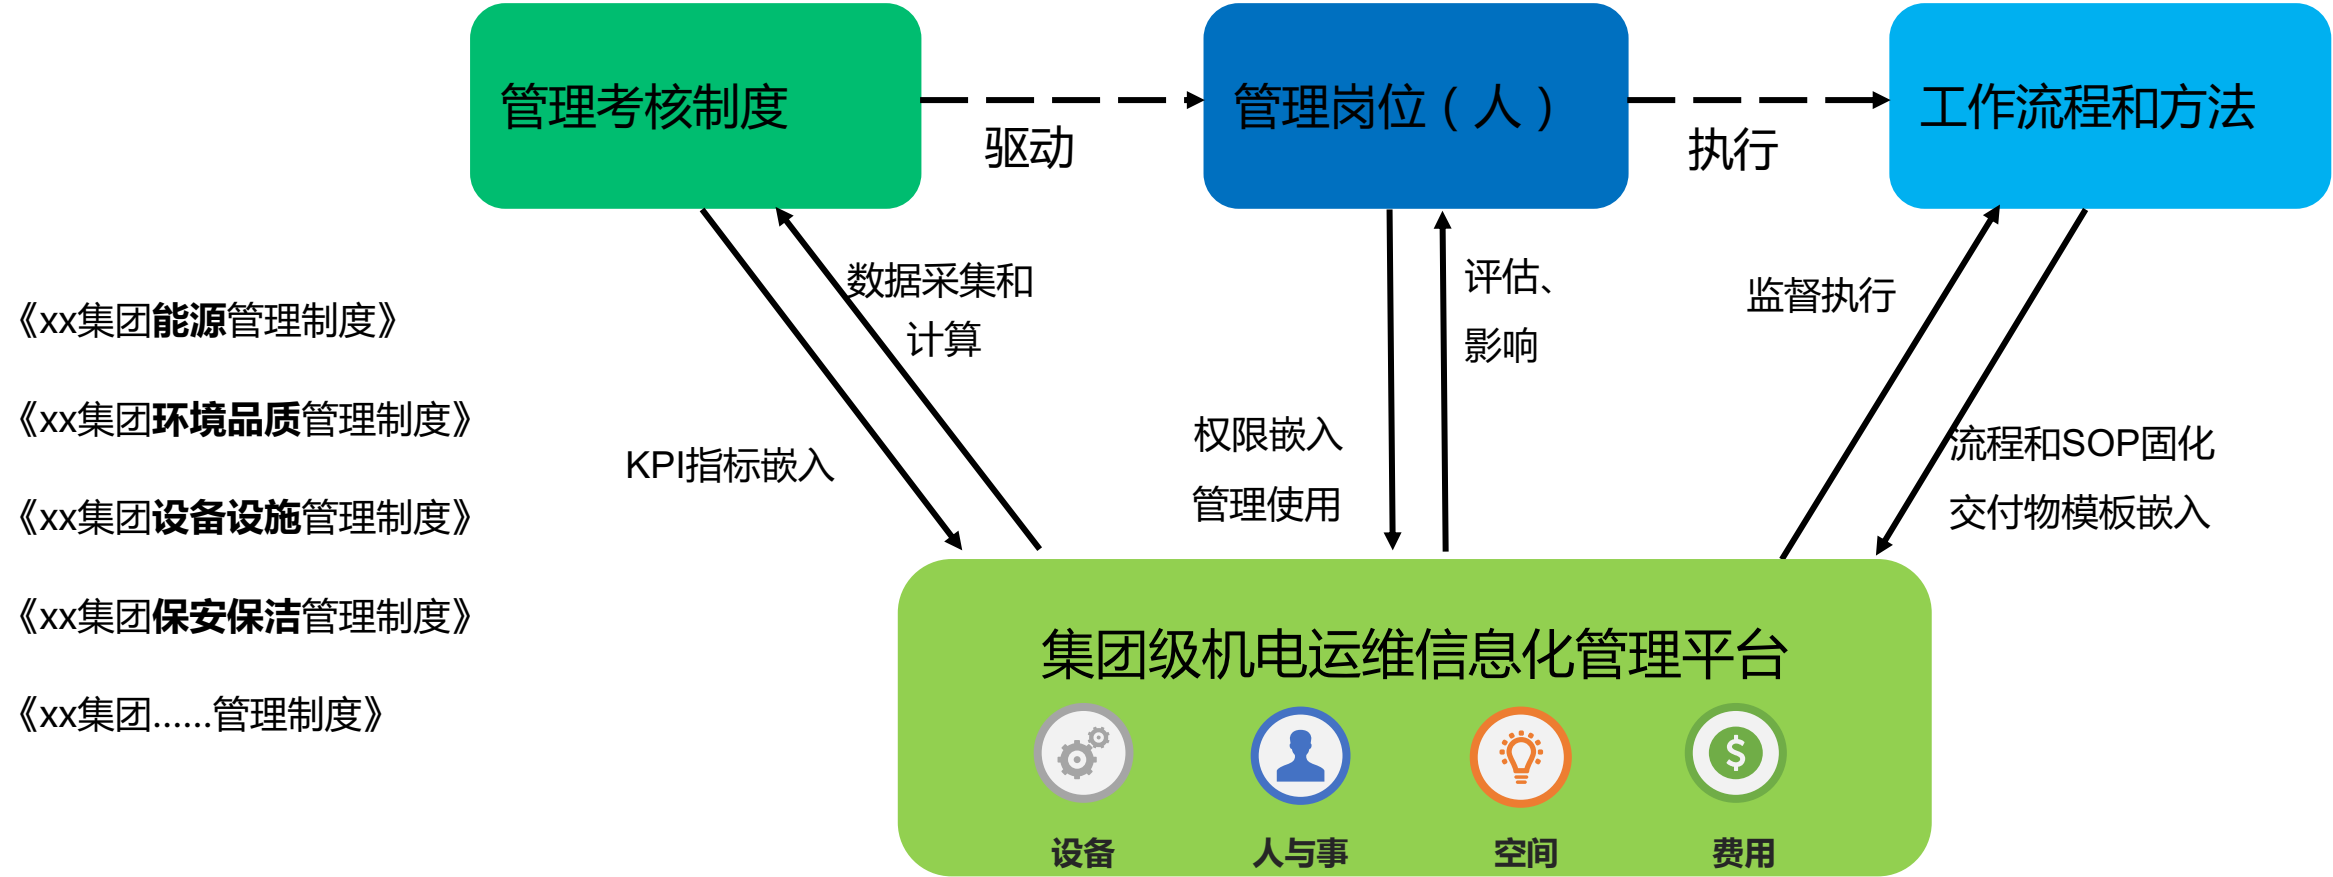 管理考核制度
驱动
管理岗位（人）
执行
工作流程和方法
数据采集和
计算
KPI指标嵌入
评估、
影响
权限嵌入
管理使用
监督执行
流程和SOP固化
交付物模板嵌入
《xx集团能源管理制度》
《xx集团环境品质管理制度》
《xx集团设备设施管理制度》
《xx集团保安保洁管理制度》
《xx集团……管理制度》
集团级机电运维信息化管理平台
设备
人与事
空间
费用